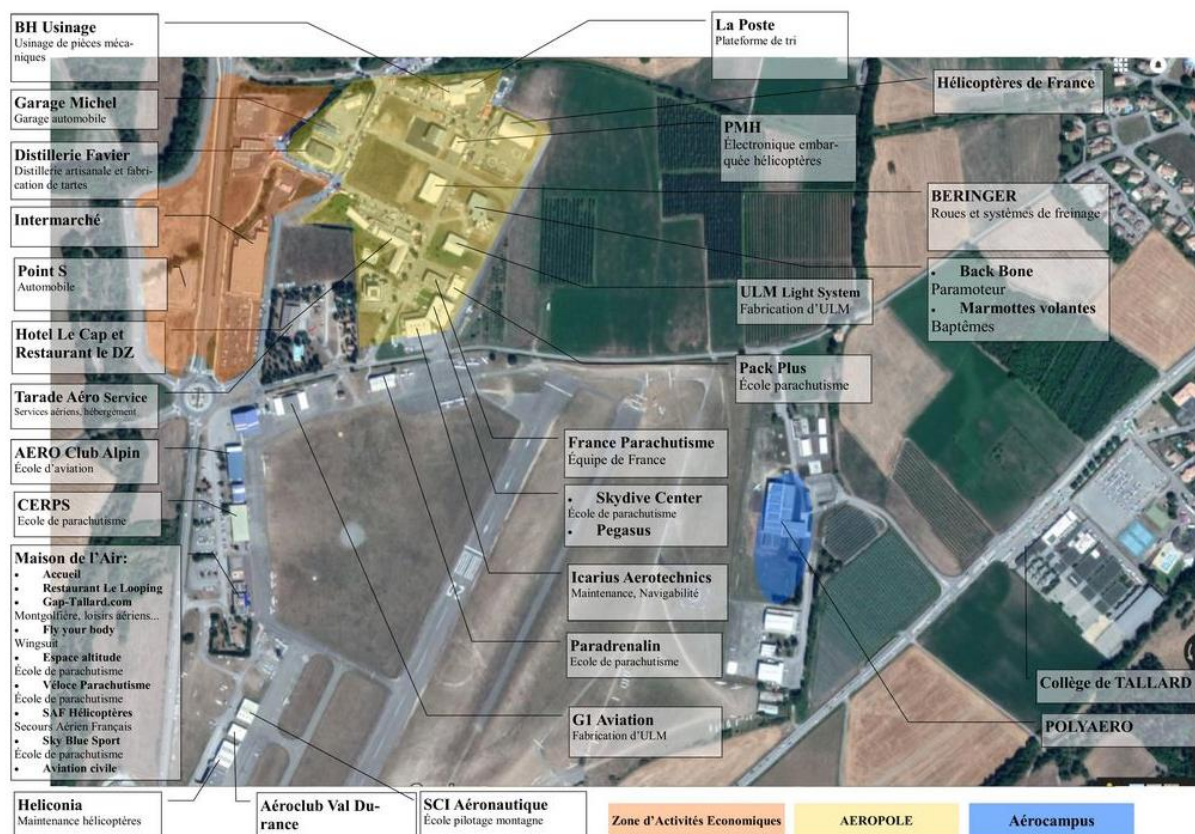 BH Usinage
Usinage de pièces méca-
niques
Garage Michel
Garage automobile
Distillerie Favier
Distillerie artisanale et fabri-
cation de tartes
Intermarché
Point S
Automobile
Hotel Le Cap et
Restaurant le DZ
Tarade Aéro Service
Services aériens, hébergement
AERO Club Alpin
École d'aviation
CERPS
Ecole de parachutisme
Maison de l'Air:
• Accueil
• Restaurant Le Looping
• Gap-Tallard.com
Montgolfière, loisirs aériens...
• Fly your body
Wingsuit
• Espace altitude
École de parachutisme
• Véloce Parachutisme
École de parachutisme
• SAF Hélicoptères
Secours Aérien Français
• Sky Blue Sport
École de parachutisme
• Aviation civile
Heliconia
Maintenance hélicoptères
Aéroclub Val Du-
rance
SCI Aéronautique
École pilotage montagne
La Poste
Plateforme de tri
Hélicoptères de France
PMH
Électronique embar-
quée hélicoptères
BERINGER
Roues et systèmes de freinage
• Back Bone
Paramoteur
• Marmottes volantes
Baptêmes
ULM Light System
Fabrication d'ULM
Pack Plus
École parachutisme
France Parachutisme
Équipe de France
• Skydive Center
École de parachutisme
• Pegasus
Icarius Aerotechnics
Maintenance, Navigabilité
Paradrenalin
Ecole de parachutisme
G1 Aviation
Fabrication d'ULM
Collège de TALLARD
POLYAERO
Zone d'Activités Economiques
AEROPOLE
Aérocampus